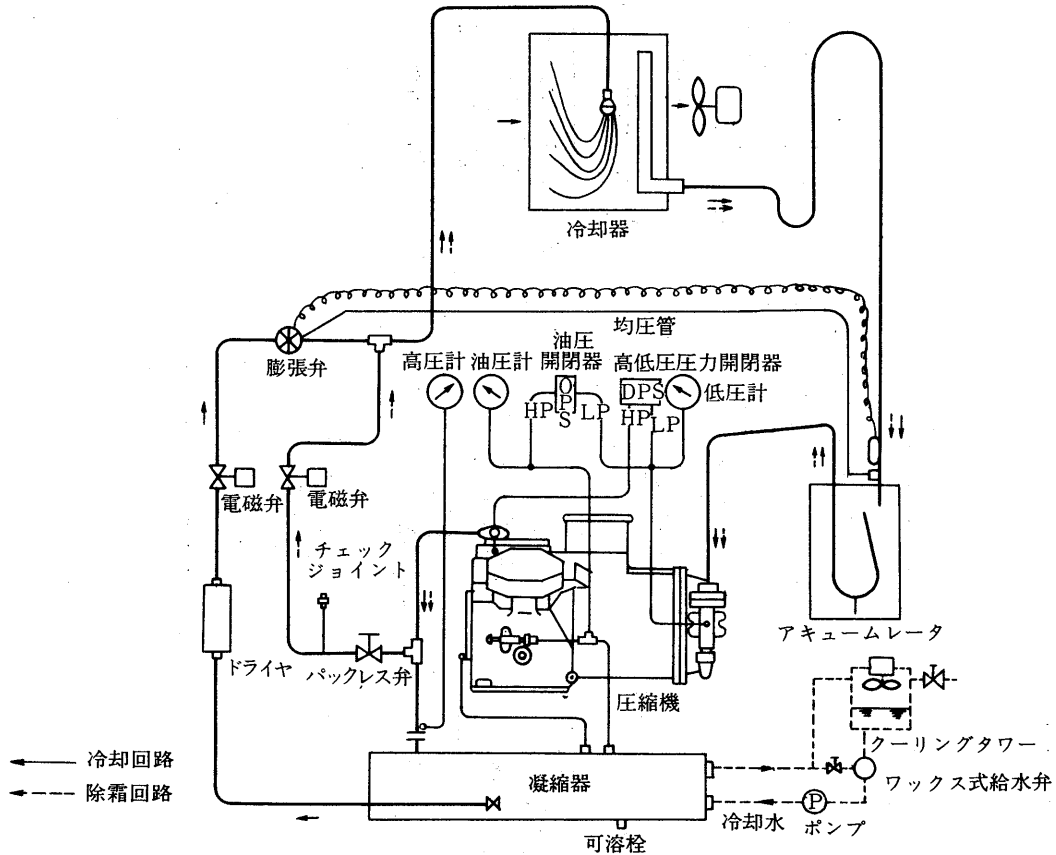 冷却器
均圧管
膨張弁
高圧計
油圧計
油圧
開閉器
高低圧圧力開閉器
低圧計
HP
OPS
LP
DPS
HP
LP
電磁弁
電磁弁
チェック
ジョイント
ドライヤ
パックレス弁
圧縮機
アキュームレータ
クーリングタワー
ワックス式給水弁
冷却回路
除霜回路
凝縮器
冷却水
P
ポンプ
可溶栓